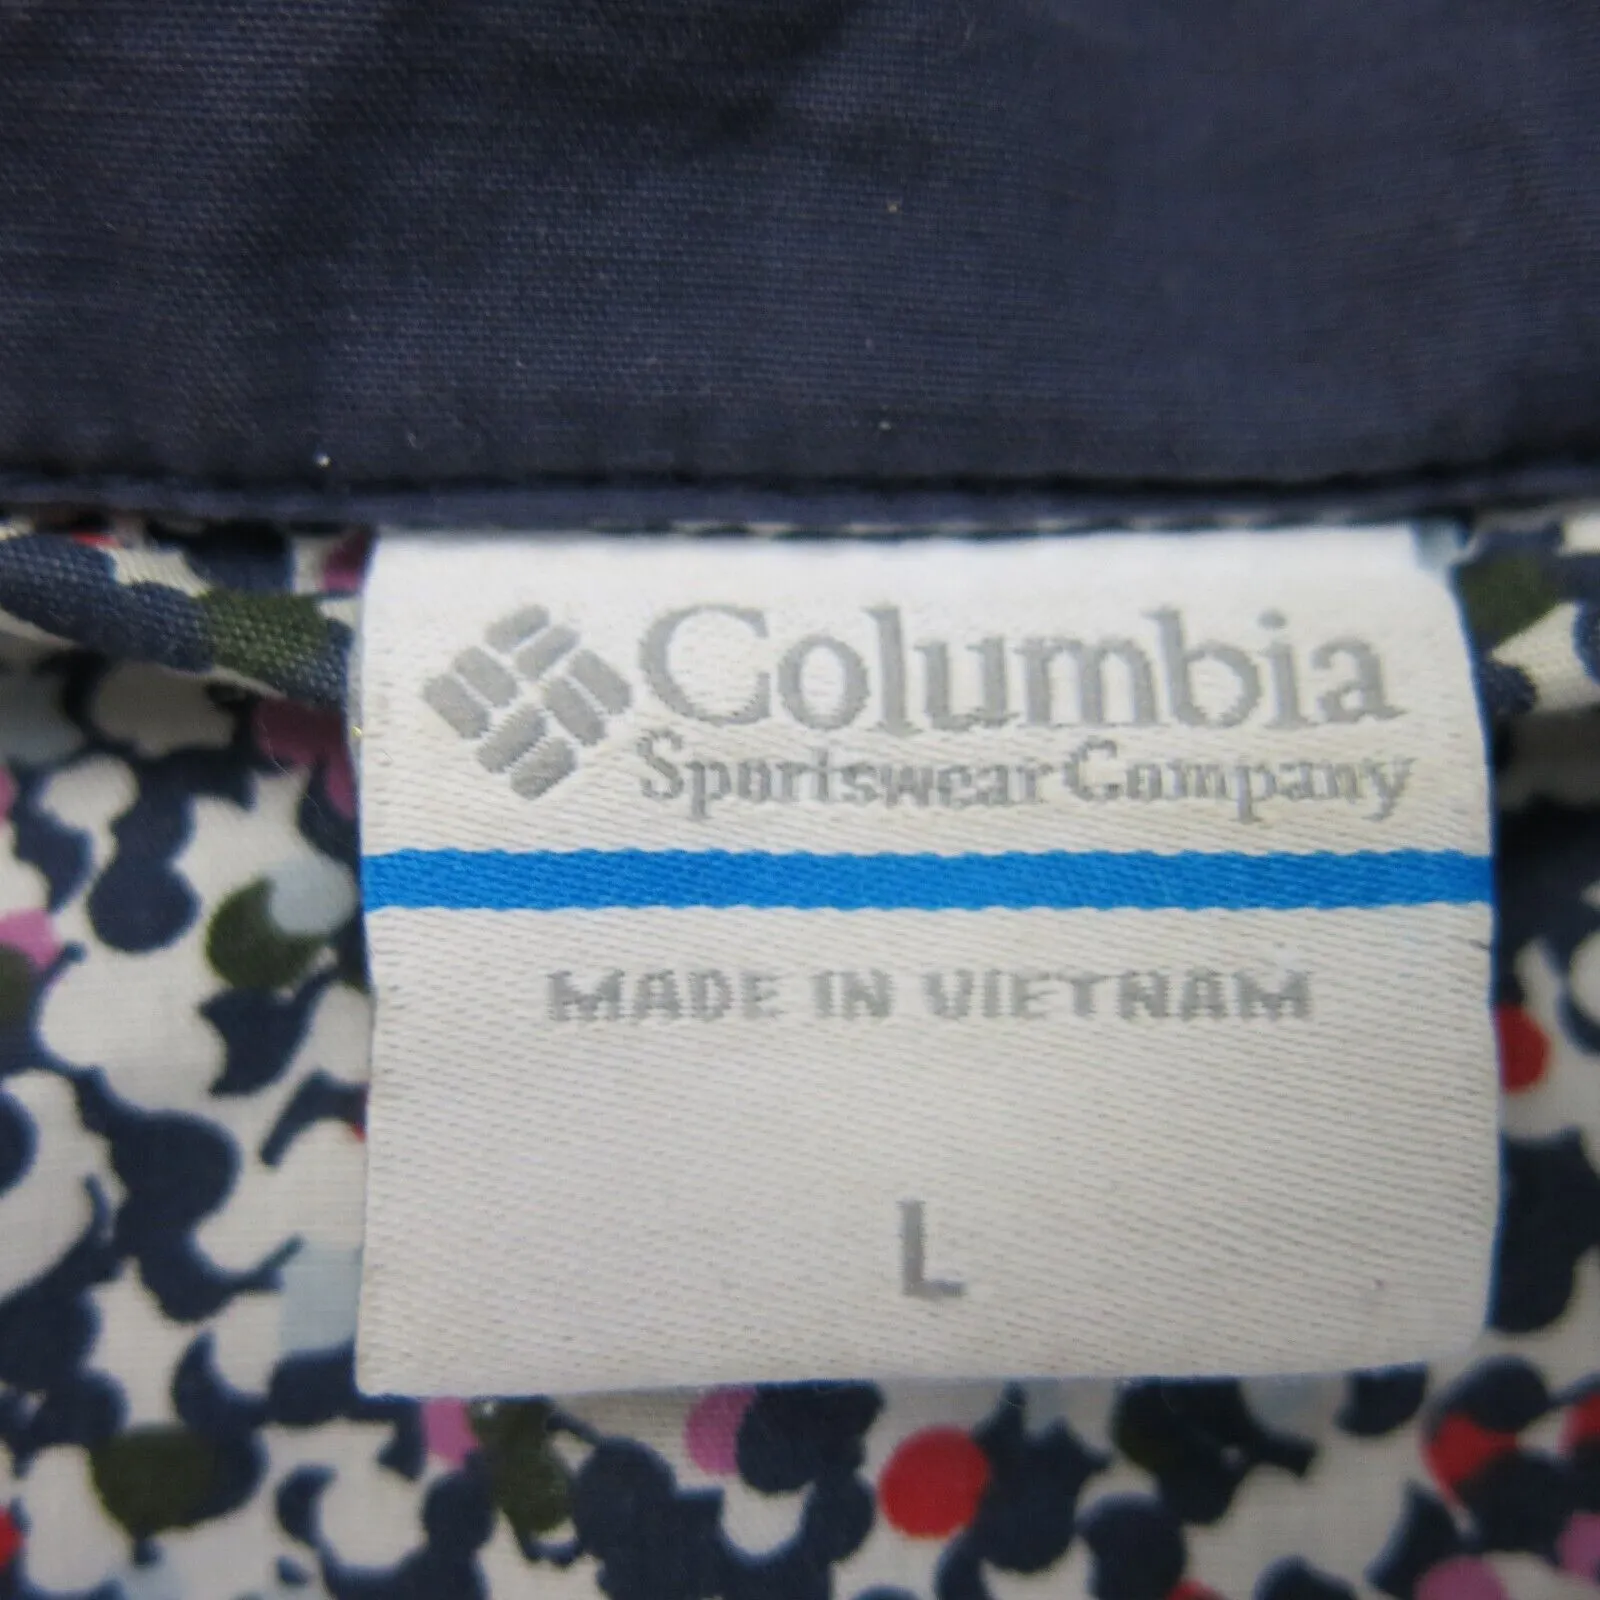 Columbia
Sportswear Company
MADE IN VIETNAM
L